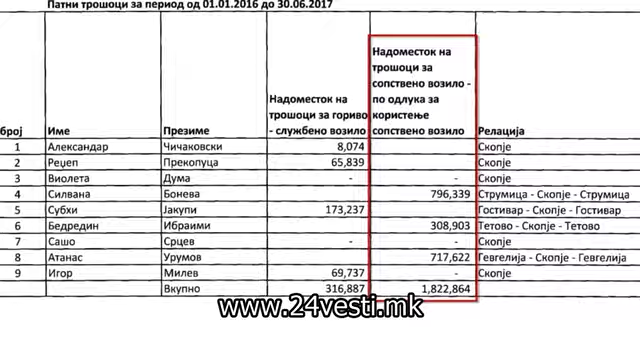 Патни трошоци за период од 01.01.2016 до 30.06.2017
број Име Презиме Надоместок на трошоци за гориво - службено возило Надоместок на трошоци за сопствено возило - по одлука за користење сопствено возило Релација
1 Александар Чичаковски 8,074 Скопје
2 Реџеп Прекопуца 65,839 Скопје
3 Виолета Дума - - Скопје
4 Силвана Бонева 796,339 Струмица - Скопје - Струмица
5 Субхи Јакупи 173,237 Гостивар - Скопје - Гостивар
6 Бедредин Ибраими 308,903 Тетово - Скопје - Тетово
7 Сашо Срцев - - Скопје
8 Атанас Урумов 717,622 Гевгелија - Скопје - Гевгелија
9 Игор Милев 69,737 - Скопје
Вкупно 316,887 1,822,864
www.24vesti.mk